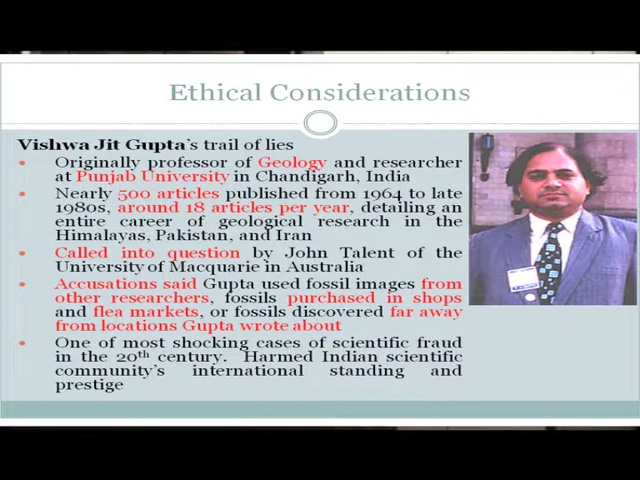 Ethical Considerations
Vishwa Jit Gupta's trail of lies
Originally professor of Geology and researcher
at Punjab University in Chandigarh, India
Nearly 500 articles published from 1964 to late
1980s, around 18 articles per year, detailing an
entire career of geological research in the
Himalayas, Pakistan, and Iran
Called into question by John Talent of the
University of Macquarie in Australia
Accusations said Gupta used fossil images from
other researchers, fossils purchased in shops
and flea markets, or fossils discovered far away
from locations Gupta wrote about
One of most shocking cases of scientific fraud
in the 20th century. Harmed Indian scientific
community's international standing and
prestige